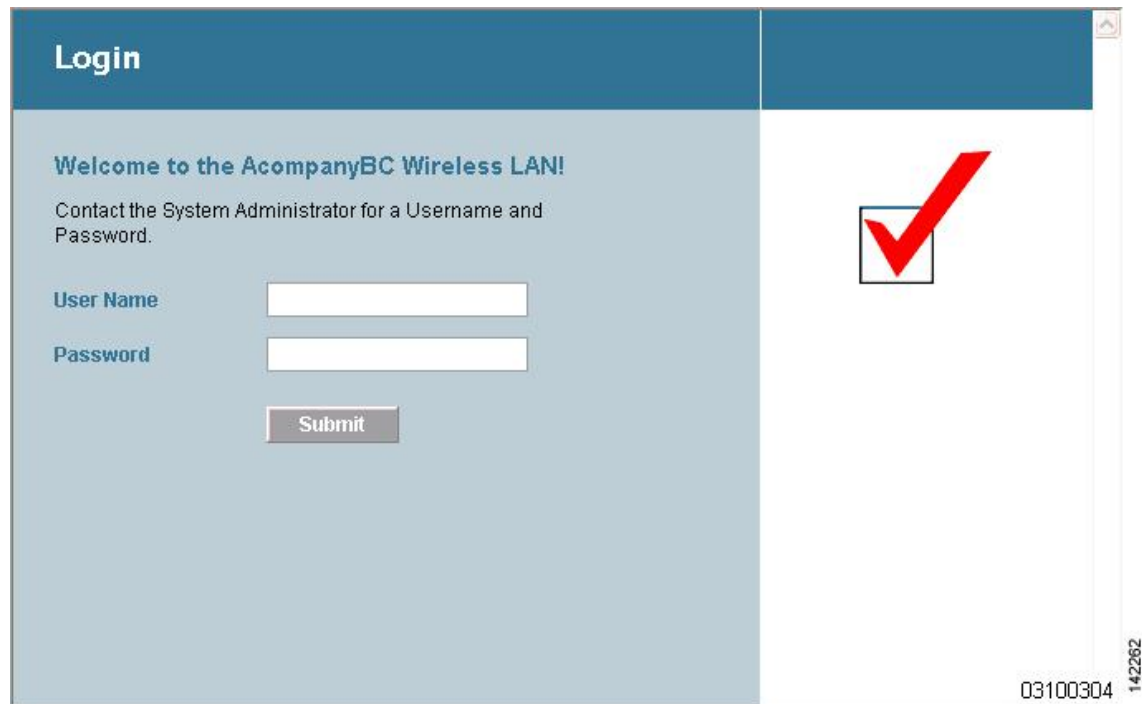 Login
Welcome to the AcompanyBC Wireless LAN!
Contact the System Administrator for a Username and
Password.
User Name
Password
Submit
03100304
142262